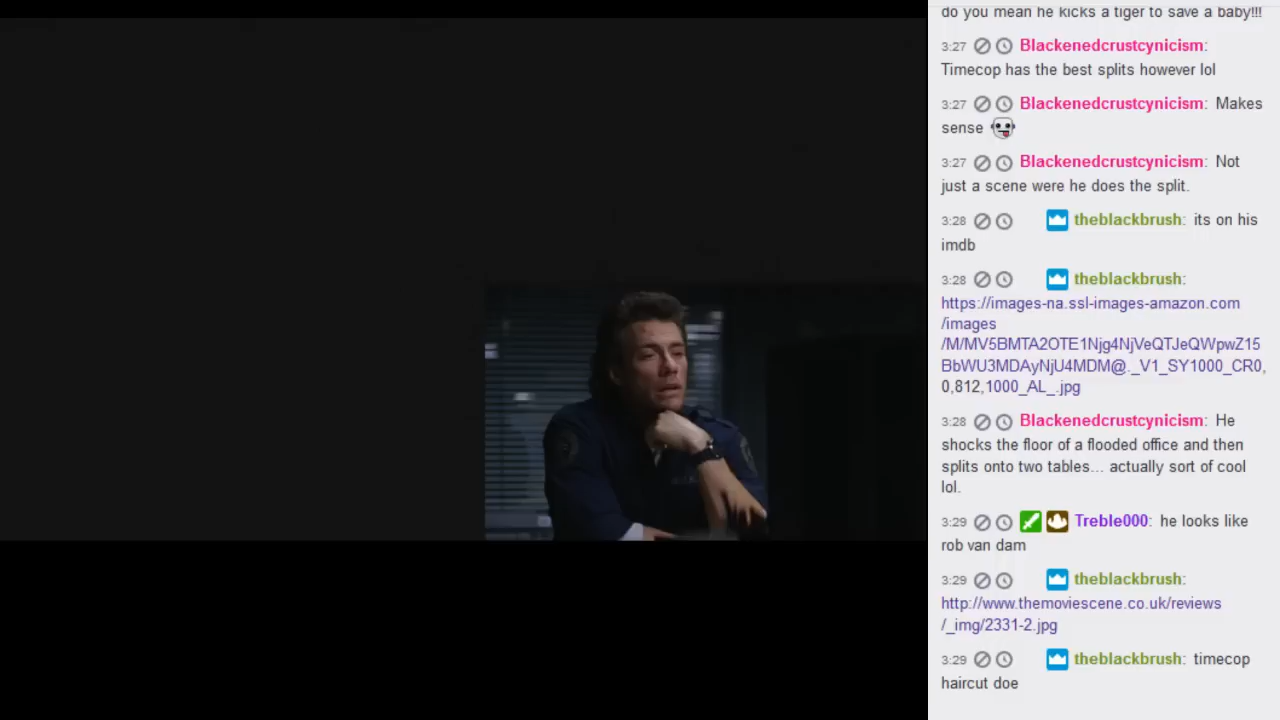 do you mean he kicks a tiger to save a baby!!!
3:27 Blackenedcrustcynicism:
Timecop has the best splits however lol
3:27 Blackenedcrustcynicism: Makes
sense
3:27 Blackenedcrustcynicism: Not
just a scene were he does the split.
3:28 theblackbrush: its on his
imdb
3:28 theblackbrush:
https://images-na.ssl-images-amazon.com
/images
/M/MV5BMTA2OTE1Njg4NjVeQTJeQWpwZ15
BbWU3MDAyNjU4MDM@._V1_SY1000_CR0,
0,812,1000_AL_.jpg
3:28 Blackenedcrustcynicism: He
shocks the floor of a flooded office and then
splits onto two tables... actually sort of cool
lol.
3:29 Treble000: he looks like
rob van dam
3:29 theblackbrush:
http://www.themoviescene.co.uk/reviews
/_img/2331-2.jpg
3:29 theblackbrush: timecop
haircut doe